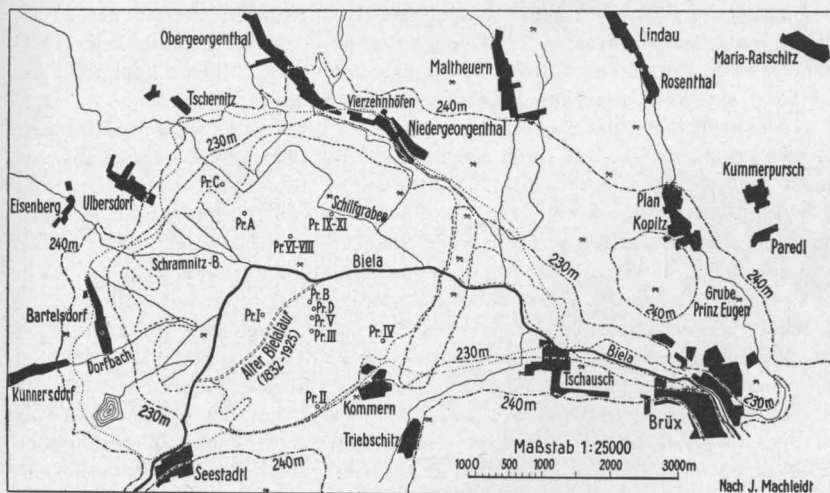 Obergeorgenthal
Lindau
Maria-Ratschitz
Maltheuern
Rosenthal
Tschernitz
Vierzehnhöfen
240m
Niedergeorgenthal
230m
Pr. C
Ulbersdorf
Kummerpursch
Eisenberg
Schilfgraben
Plan
Pr. A
Pr. IX-XI
Kopitz
Pr. VI-VIII
240m
Schramnitz-B.
Biela
Paredl
230m
240m
Pr. B
Grube
Bartelsdorf
Pr. I
Pr. D
Prinz Eugen
Pr. V
240m
Pr. III
Pr. IV
Alter Bielalauf
(1832-1925)
230m
Biela
Dorfbach
Kunnersdorf
Tschausch
230m
Pr. II
Kommern
240m
230m
Brüx
Triebschitz
Maßstab 1:25000
240m
Seestadtl
1000 500 1000 2000 3000m
Nach J. Machleidt